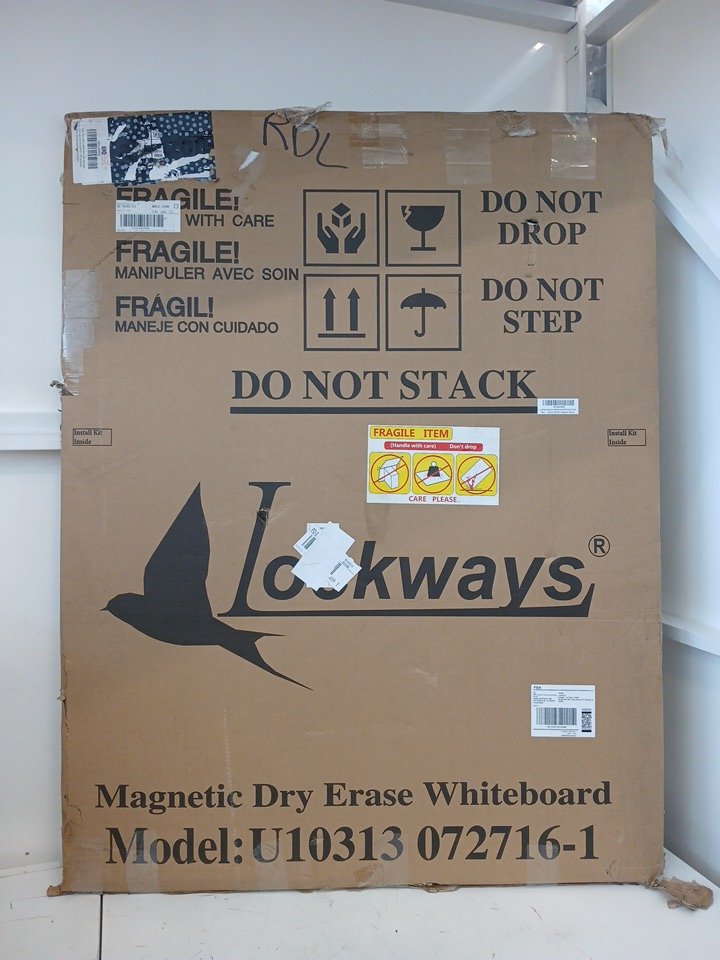 RDL
FRAGILE!
WITH CARE
FRAGILE!
MANIPULER AVEC SOIN
FRÁGIL!
MANEJE CON CUIDADO
DO NOT
DROP
DO NOT
STEP
DO NOT STACK
Install Kit
Inside
Install Kit
Inside
FRAGILE ITEM
(Handle with care) Don't drop
CARE PLEASE.
Lockways®
Magnetic Dry Erase Whiteboard
Model: U10313 072716-1